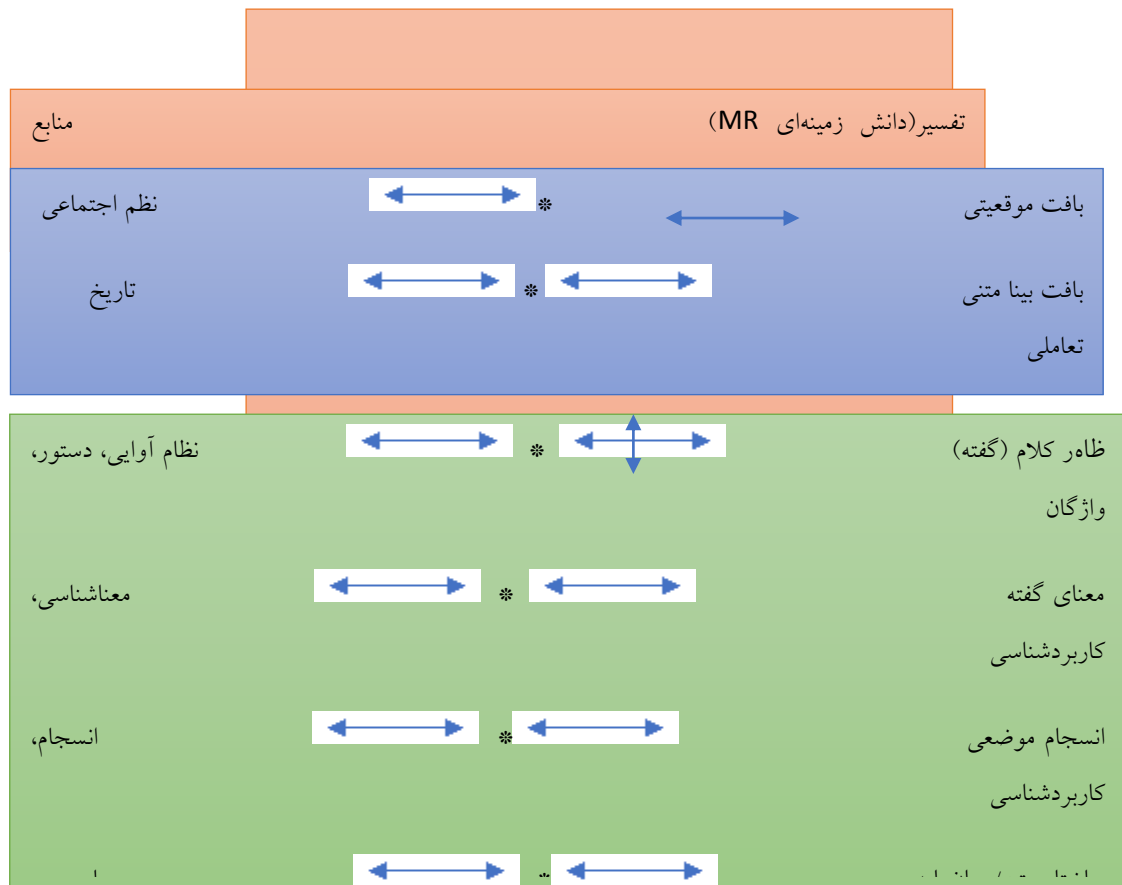 تفسیر(دانش زمینه‌ای MR) منابع
بافت موقعیتی * نظم اجتماعی
بافت بینا متنی * تاریخ
تعاملی
ظاهر کلام (گفته) * نظام آوایی، دستور،
واژگان
معنای گفته * معناشناسی،
کاربردشناسی
انسجام موضعی * انسجام،
کاربردشناسی